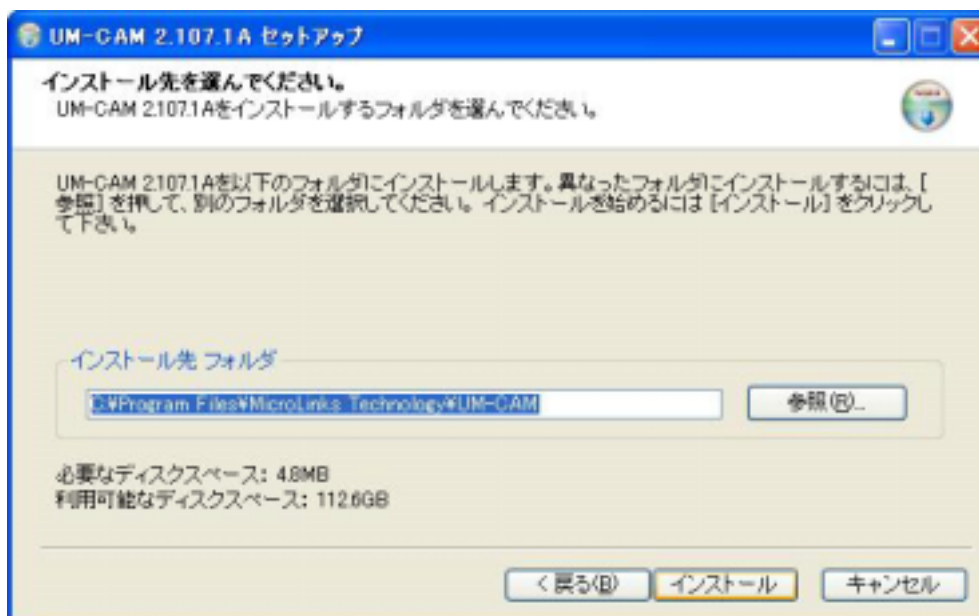 UM-CAM 2.107.1A セットアップ
インストール先を選んでください。
UM-CAM 2.107.1Aをインストールするフォルダを選んでください。
UM-CAM 2.107.1Aを以下のフォルダにインストールします。異なったフォルダにインストールするには、[
参照] を押して、別のフォルダを選択してください。インストールを始めるには [インストール] をクリックし
て下さい。
インストール先 フォルダ
C:¥Program Files¥MicroLinks Technology¥UM-CAM
参照(R)...
必要なディスクスペース: 4.8MB
利用可能なディスクスペース: 112.6GB
< 戻る(B)
インストール
キャンセル